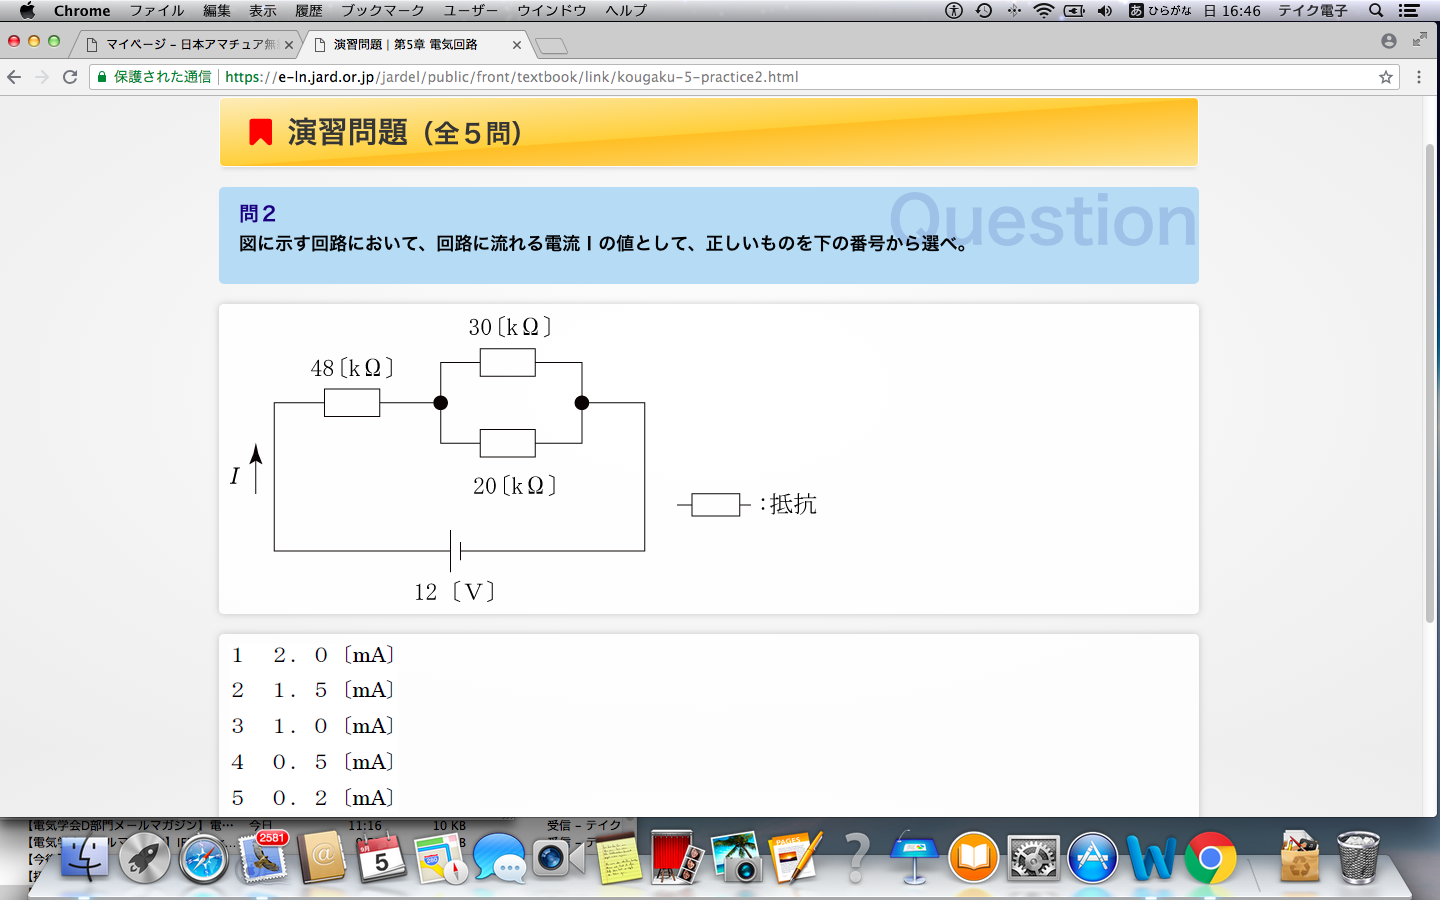 Chrome ファイル 編集 表示 履歴 ブックマーク ユーザー ウインドウ ヘルプ あ ひらがな 日 16:46 テイク電子
マイページ – 日本アマチュア無 演習問題 | 第5章 電気回路
保護された通信 https://e-ln.jard.or.jp/jardel/public/front/textbook/link/kougaku-5-practice2.html
演習問題（全５問）
Question
問２
図に示す回路において、回路に流れる電流 I の値として、正しいものを下の番号から選べ。
30〔kΩ〕
48〔kΩ〕
I
20〔kΩ〕
：抵抗
12〔V〕
1 2．0〔mA〕
2 1．5〔mA〕
3 1．0〔mA〕
4 0．5〔mA〕
5 0．2〔mA〕
【電気学会D部門メールマガジン】電… 今日 11:16 10 KB 受信 – テイク
2581
9月
5
PAGES